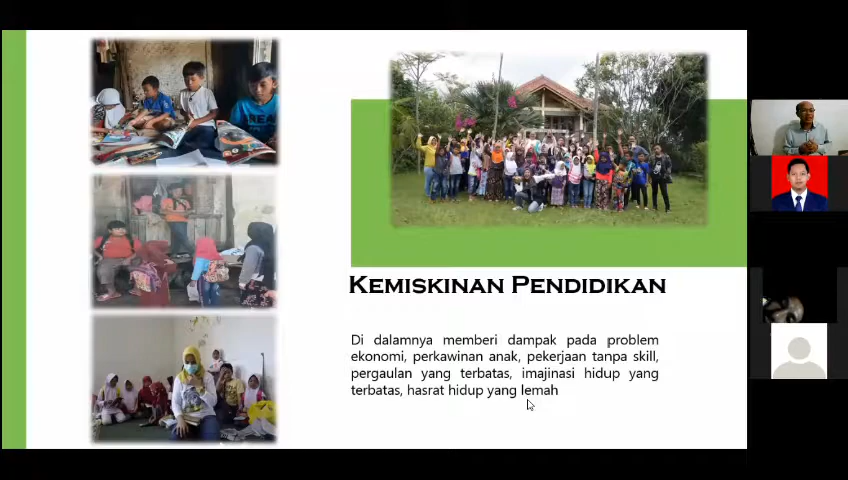 KEMISKINAN PENDIDIKAN
Di dalamnya memberi dampak pada problem
ekonomi, perkawinan anak, pekerjaan tanpa skill,
pergaulan yang terbatas, imajinasi hidup yang
terbatas, hasrat hidup yang lemah